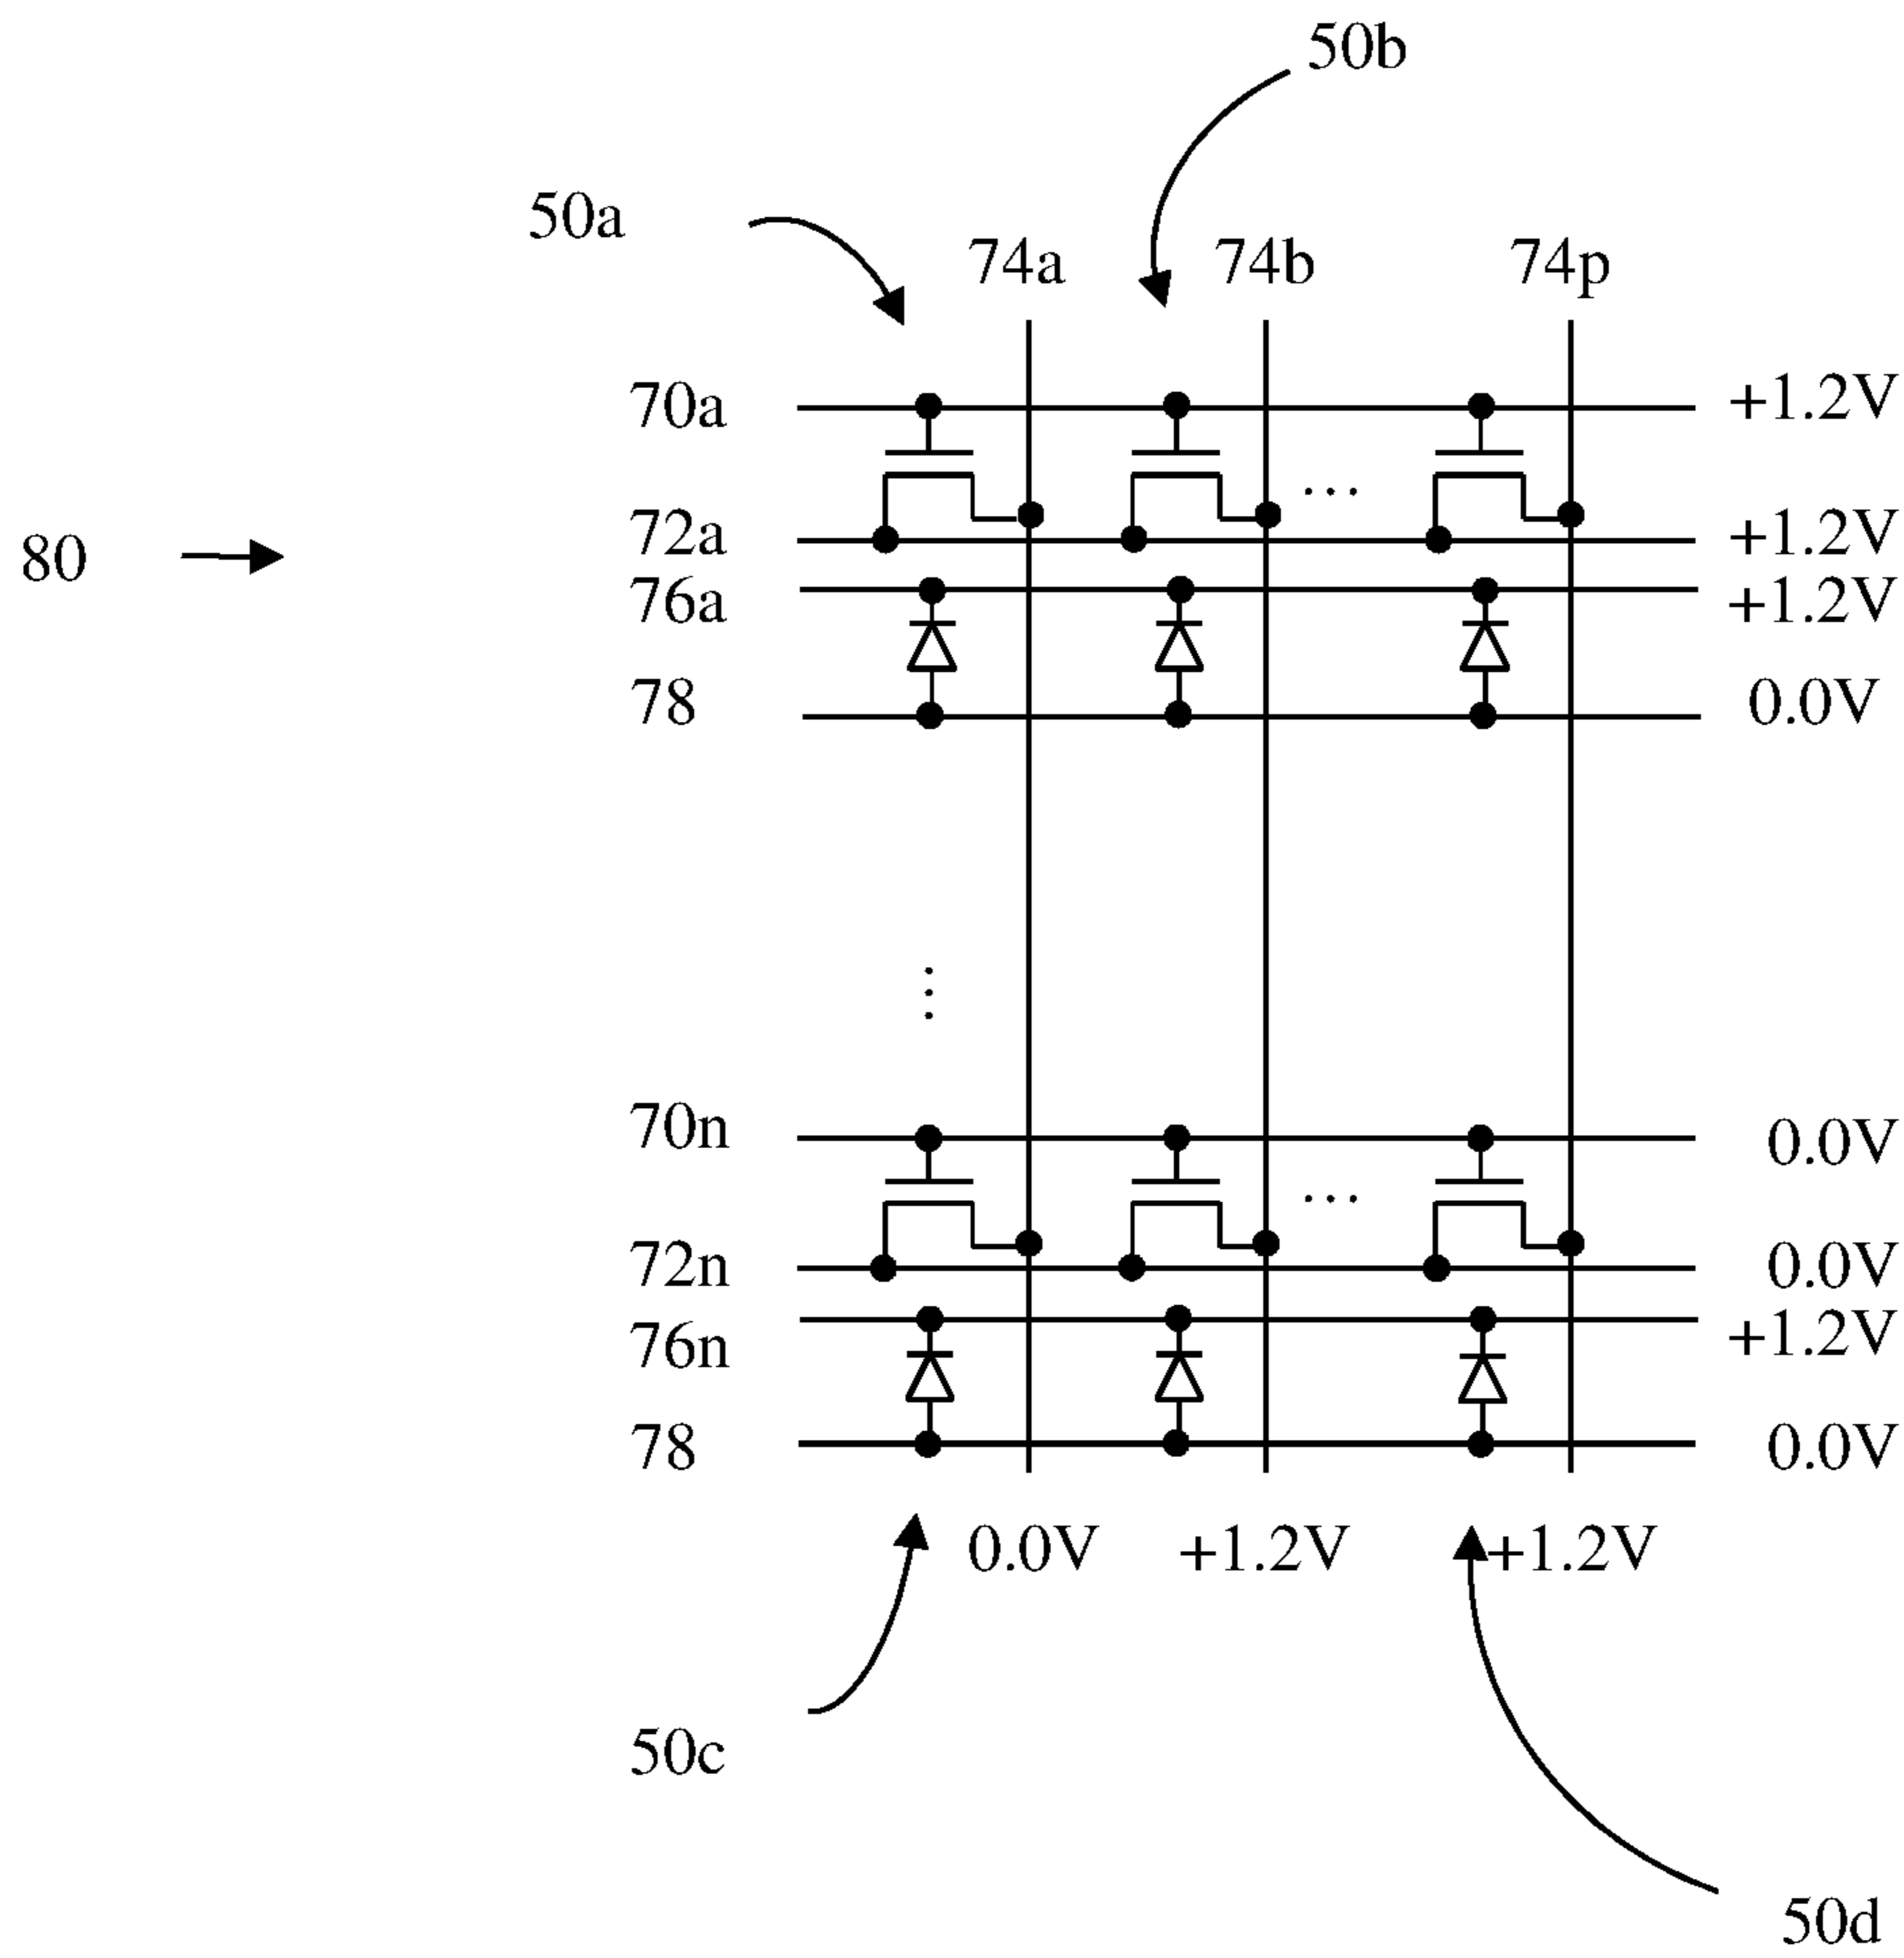 50b
50a
74a 74b 74p
70a +1.2V
...
72a +1.2V
80
76a +1.2V
78 0.0V
...
70n 0.0V
...
72n 0.0V
76n +1.2V
78 0.0V
0.0V +1.2V +1.2V
50c
50d